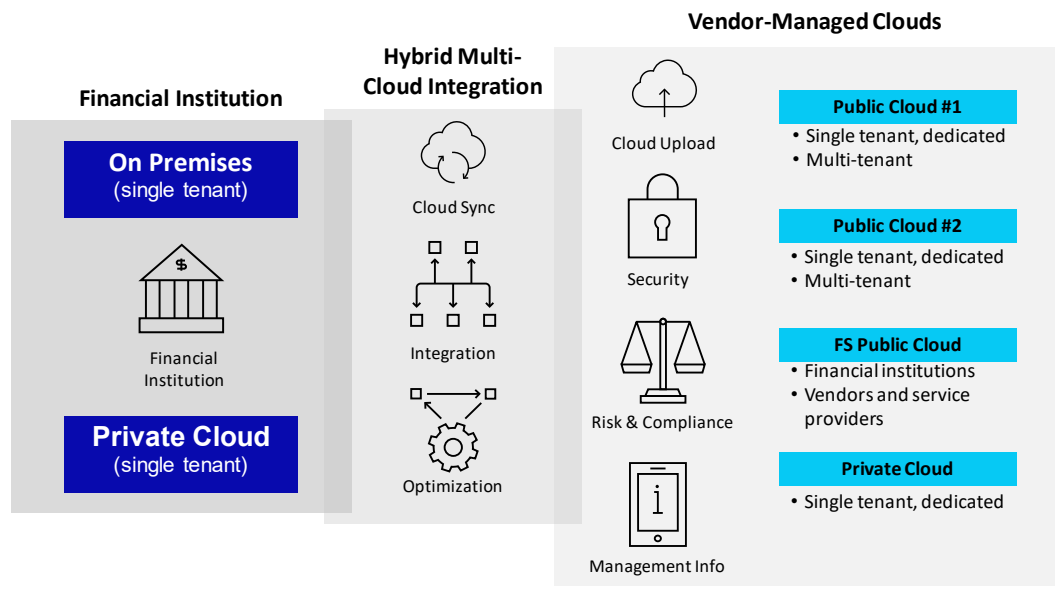 Vendor-Managed Clouds
Hybrid Multi-
Cloud Integration
Financial Institution
On Premises
(single tenant)
$
Financial
Institution
Private Cloud
(single tenant)
Cloud Sync
Integration
Optimization
Cloud Upload
Security
Risk & Compliance
i
Management Info
Public Cloud #1
• Single tenant, dedicated
• Multi-tenant
Public Cloud #2
• Single tenant, dedicated
• Multi-tenant
FS Public Cloud
• Financial institutions
• Vendors and service
providers
Private Cloud
• Single tenant, dedicated